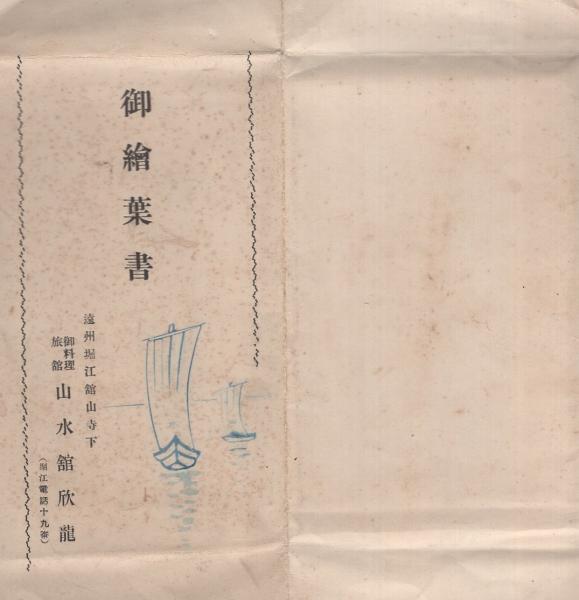 御繪葉書
遠州堀江舘山寺下
御料理
旅舘
山水舘欣龍
（堀江電話十九番）